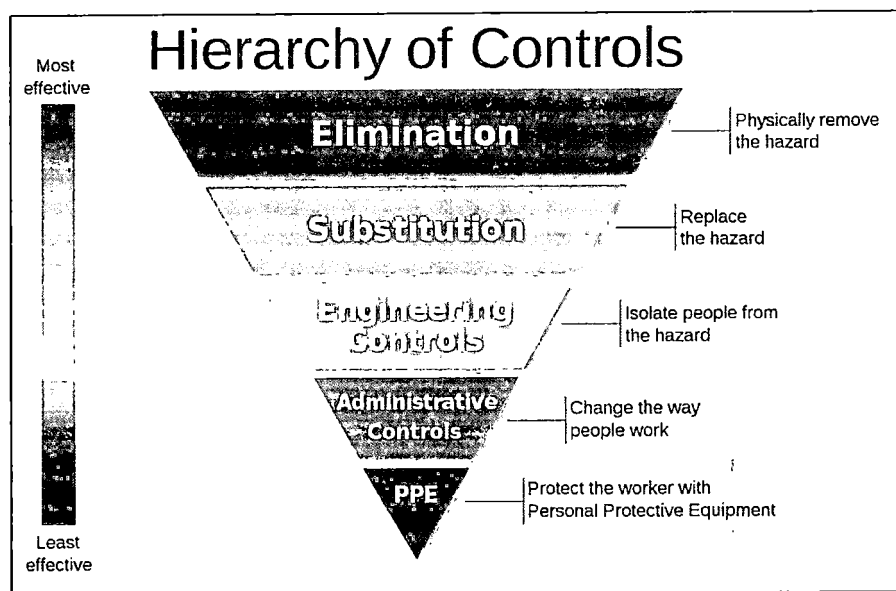 Hierarchy of Controls
Most
effective
Elimination
Physically remove
the hazard
Substitution
Replace
the hazard
Engineering
Controls
Isolate people from
the hazard
Administrative
Controls
Change the way
people work
PPE
Protect the worker with
Personal Protective Equipment
Least
effective